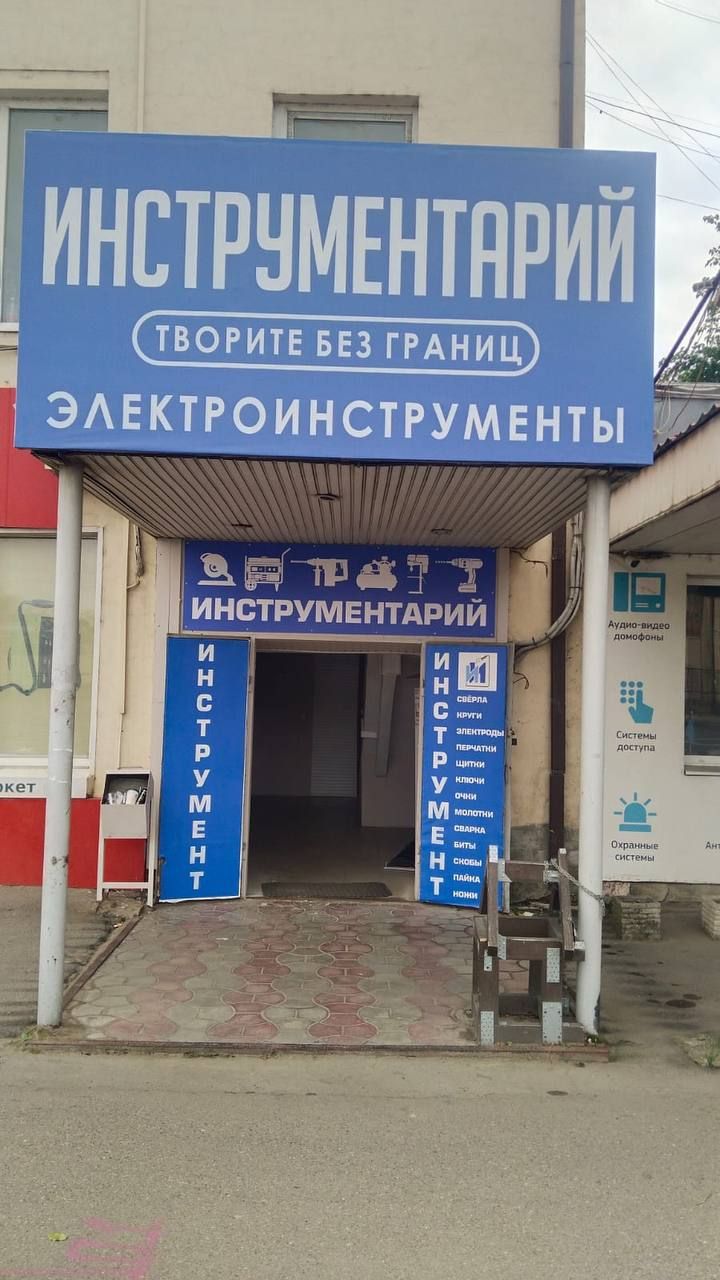 ИНСТРУМЕНТАРИЙ
ТВОРИТЕ БЕЗ ГРАНИЦ
ЭЛЕКТРОИНСТРУМЕНТЫ
ИНСТРУМЕНТАРИЙ
ИНСТРУМЕНТ
ИНСТРУМЕНТ
СВЁРЛА
КРУГИ
ЭЛЕКТРОДЫ
ПЕРЧАТКИ
ЩИТКИ
КЛЮЧИ
ОЧКИ
МОЛОТКИ
СВАРКА
БИТЫ
СКОБЫ
ПАЙКА
НОЖИ
Аудио-видео
домофоны
Системы
доступа
Охранные
системы